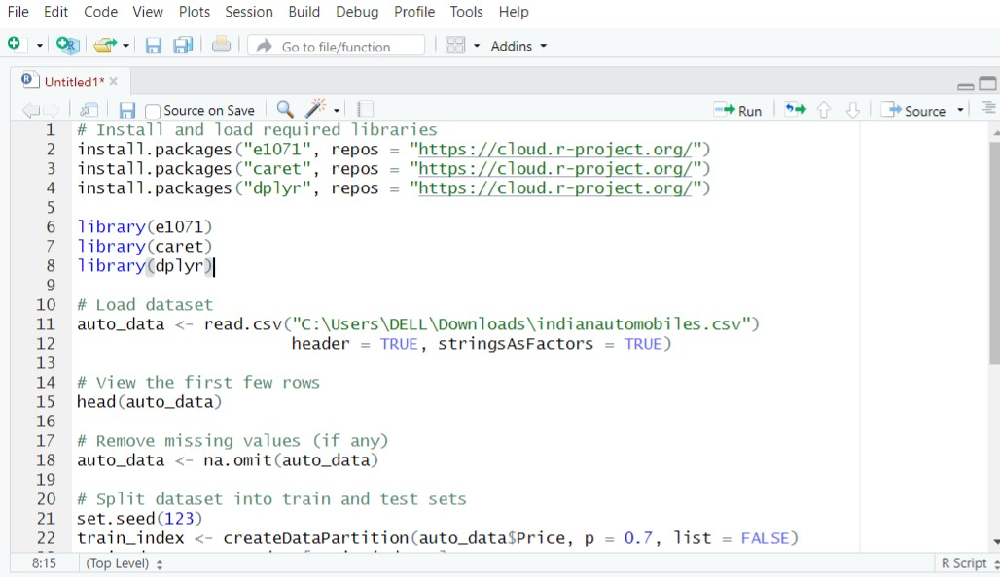 File Edit Code View Plots Session Build Debug Profile Tools Help
Go to file/function Addins
Untitled1*
Source on Save Run Source
1 # Install and load required libraries
2 install.packages("e1071", repos = "https://cloud.r-project.org/")
3 install.packages("caret", repos = "https://cloud.r-project.org/")
4 install.packages("dplyr", repos = "https://cloud.r-project.org/")
5
6 library(e1071)
7 library(caret)
8 library(dplyr)
9
10 # Load dataset
11 auto_data <- read.csv("C:\Users\DELL\Downloads\indianautomobiles.csv")
12 header = TRUE, stringsAsFactors = TRUE)
13
14 # View the first few rows
15 head(auto_data)
16
17 # Remove missing values (if any)
18 auto_data <- na.omit(auto_data)
19
20 # Split dataset into train and test sets
21 set.seed(123)
22 train_index <- createDataPartition(auto_data$Price, p = 0.7, list = FALSE)
8:15 (Top Level) R Script